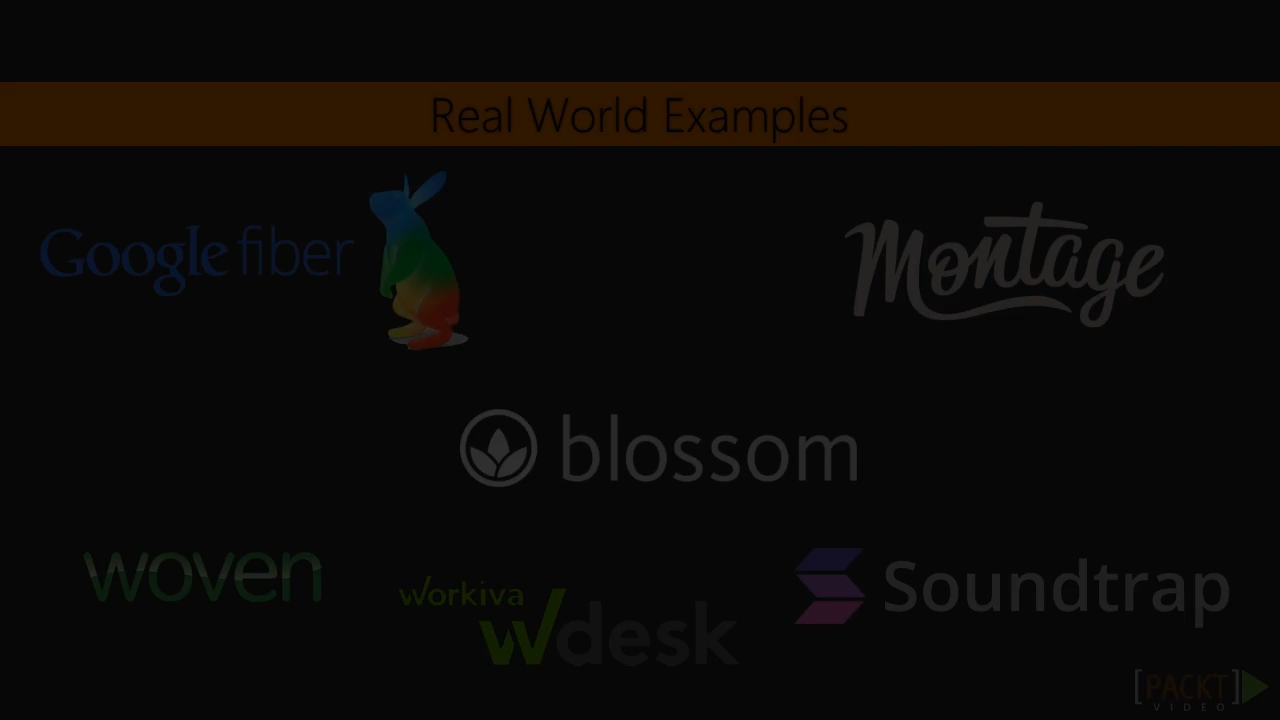 Real World Examples
Google fiber
Montage
blossom
woven
Workiva
Wdesk
Soundtrap
[PACKT]
VIDEO